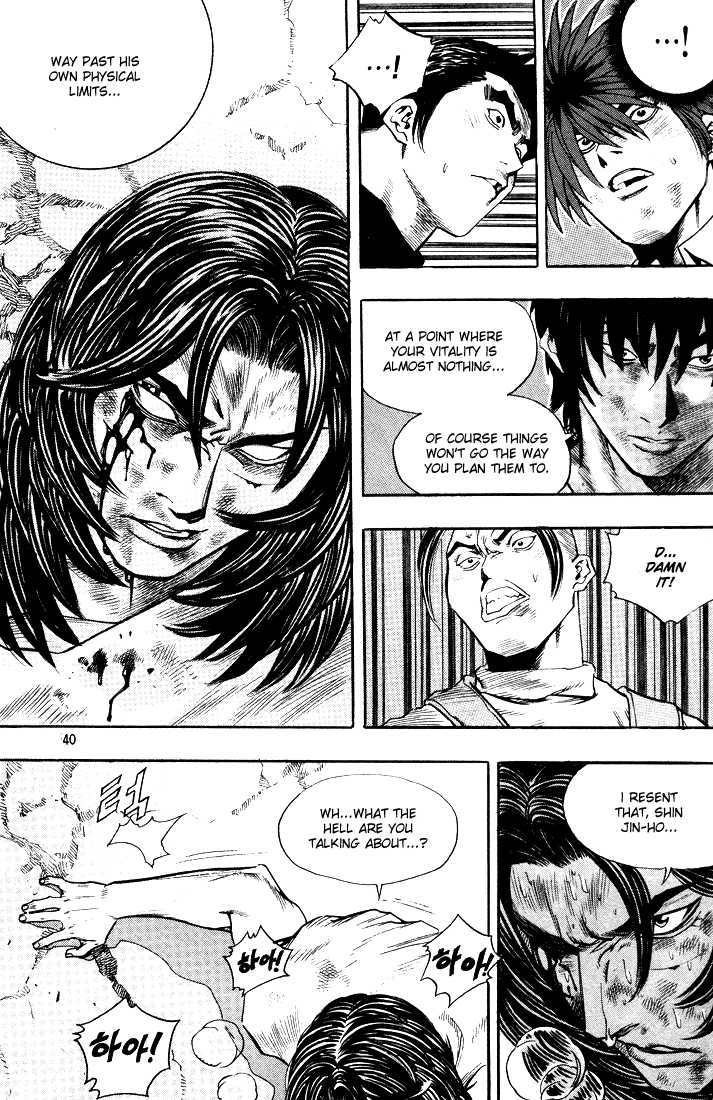 WAY PAST HIS
OWN PHYSICAL
LIMITS...
...!
...!
AT A POINT WHERE
YOUR VITALITY IS
ALMOST NOTHING...
OF COURSE THINGS
WON'T GO THE WAY
YOU PLAN THEM TO.
D...
DAMN
IT!
40
WH...WHAT THE
HELL ARE YOU
TALKING ABOUT...?
하아!
하아!
하아!
I RESENT
THAT, SHIN
JIN-HO...